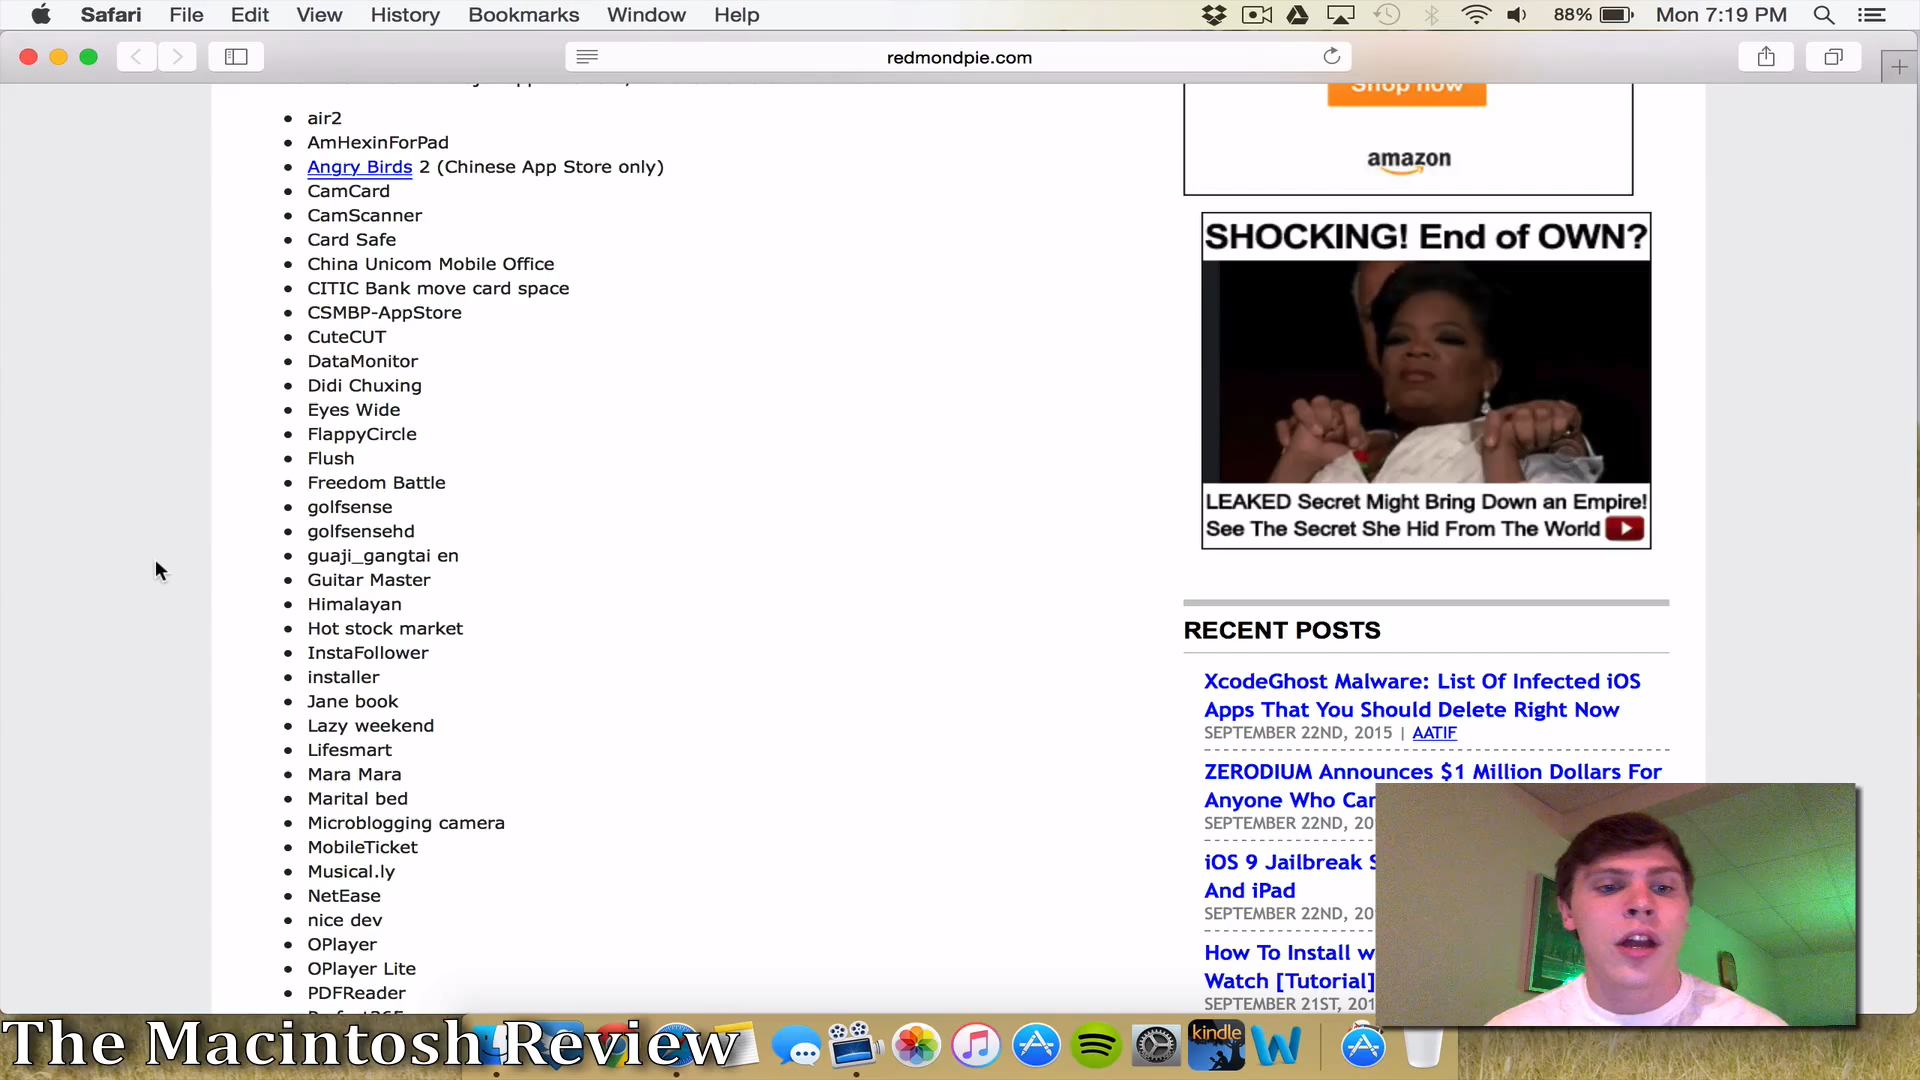 Safari File Edit View History Bookmarks Window Help
88% Mon 7:19 PM
redmondpie.com
air2
AmHexinForPad
Angry Birds 2 (Chinese App Store only)
CamCard
CamScanner
Card Safe
China Unicom Mobile Office
CITIC Bank move card space
CSMBP-AppStore
CuteCUT
DataMonitor
Didi Chuxing
Eyes Wide
FlappyCircle
Flush
Freedom Battle
golfsense
golfsensehd
guaji_gangtai en
Guitar Master
Himalayan
Hot stock market
InstaFollower
installer
Jane book
Lazy weekend
Lifesmart
Mara Mara
Marital bed
Microblogging camera
MobileTicket
Musical.ly
NetEase
nice dev
OPlayer
OPlayer Lite
PDFReader
Shop now
amazon
SHOCKING! End of OWN?
LEAKED Secret Might Bring Down an Empire!
See The Secret She Hid From The World
RECENT POSTS
XcodeGhost Malware: List Of Infected iOS
Apps That You Should Delete Right Now
SEPTEMBER 22ND, 2015 | AATIF
ZERODIUM Announces $1 Million Dollars For
Anyone Who Can
SEPTEMBER 22ND, 20
iOS 9 Jailbreak S
And iPad
SEPTEMBER 22ND, 20
How To Install w
Watch [Tutorial]
SEPTEMBER 21ST, 201
The Macintosh Review
kindle